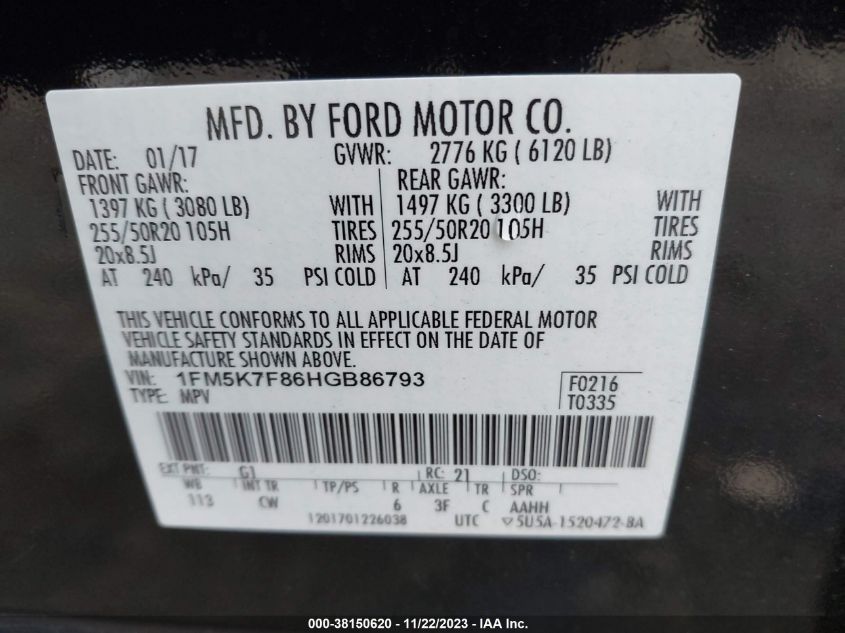 MFD. BY FORD MOTOR CO.
DATE: 01/17 GVWR: 2776 KG ( 6120 LB)
FRONT GAWR: REAR GAWR:
1397 KG ( 3080 LB) WITH 1497 KG ( 3300 LB) WITH
255/50R20 105H TIRES 255/50R20 105H TIRES
20x8.5J RIMS 20x8.5J RIMS
AT 240 kPa/ 35 PSI COLD AT 240 kPa/ 35 PSI COLD
THIS VEHICLE CONFORMS TO ALL APPLICABLE FEDERAL MOTOR
VEHICLE SAFETY STANDARDS IN EFFECT ON THE DATE OF
MANUFACTURE SHOWN ABOVE.
VIN: 1FM5K7F86HGB86793 F0216
TYPE: MPV T0335
EXT PNT: G1 RC: 21 DSO:
WB INT TR TP/PS R AXLE TR SPR
113 CW 6 3F C AAHH
1201701226038 UTC ▽5U5A-1520472-BA
000-38150620 - 11/22/2023 - IAA Inc.